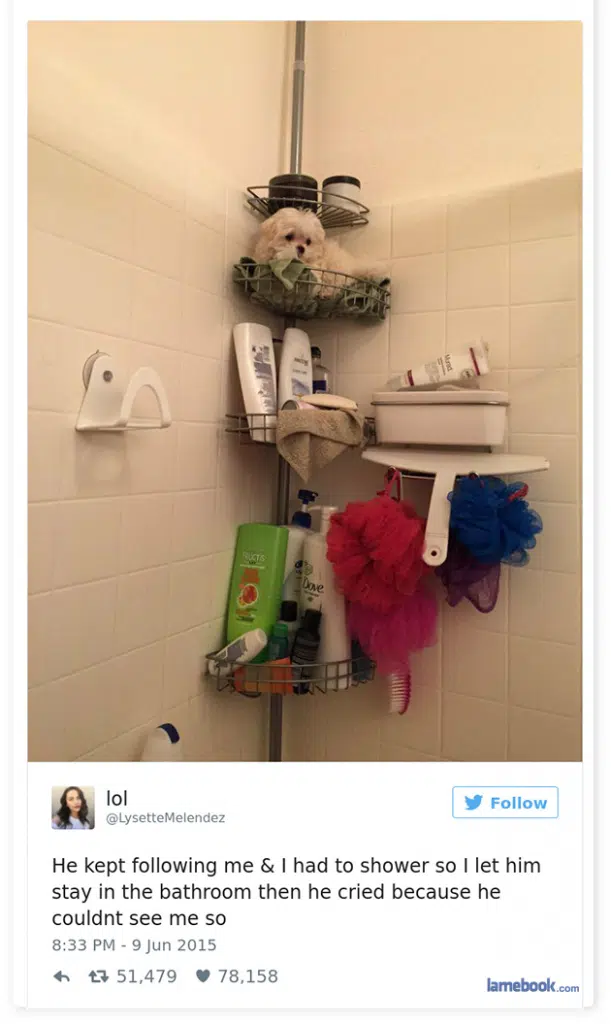 FRUCTIS
Dove
lol
@LysetteMelendez
Follow
He kept following me & I had to shower so I let him
stay in the bathroom then he cried because he
couldnt see me so
8:33 PM - 9 Jun 2015
51,479 78,158
lamebook.com